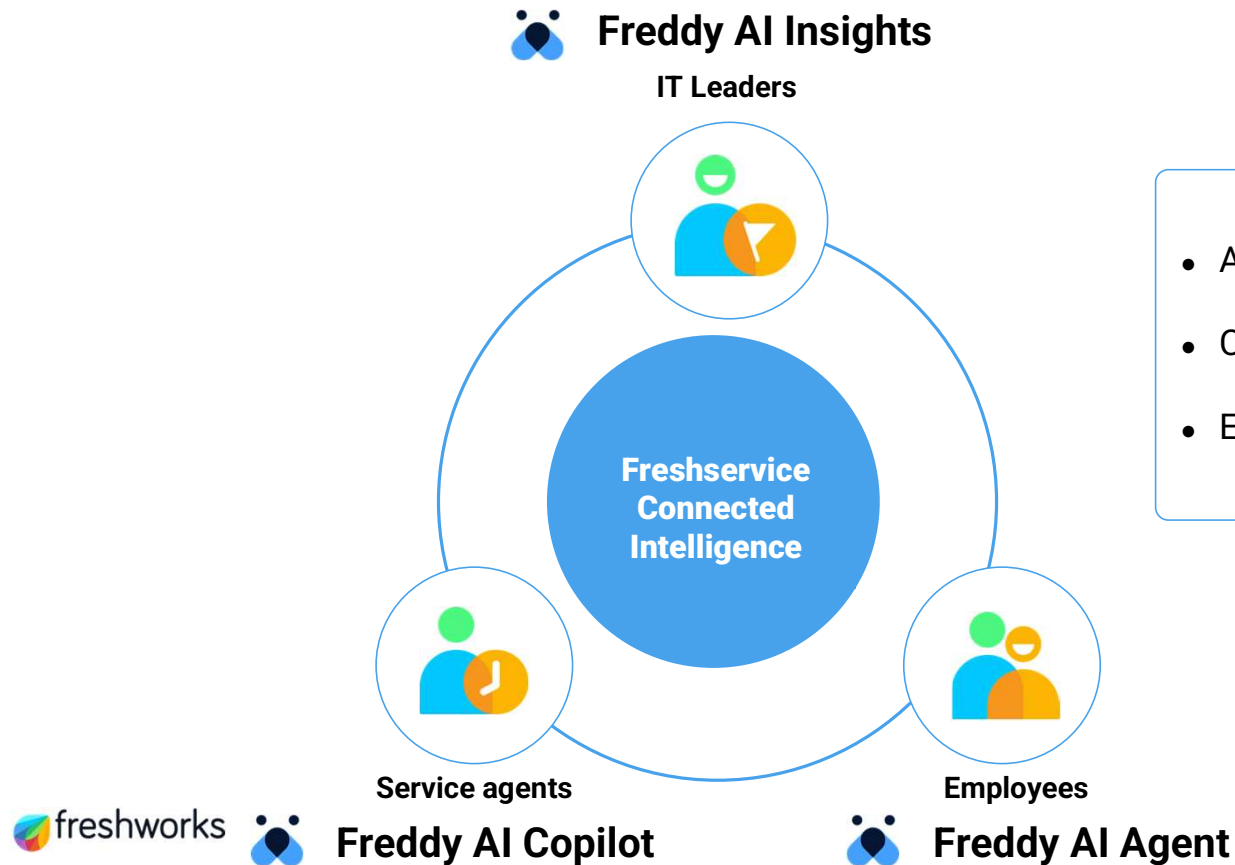 Freddy AI Insights
IT Leaders
Freshservice
Connected
Intelligence
Service agents
Employees
freshworks
Freddy AI Copilot
Freddy AI Agent